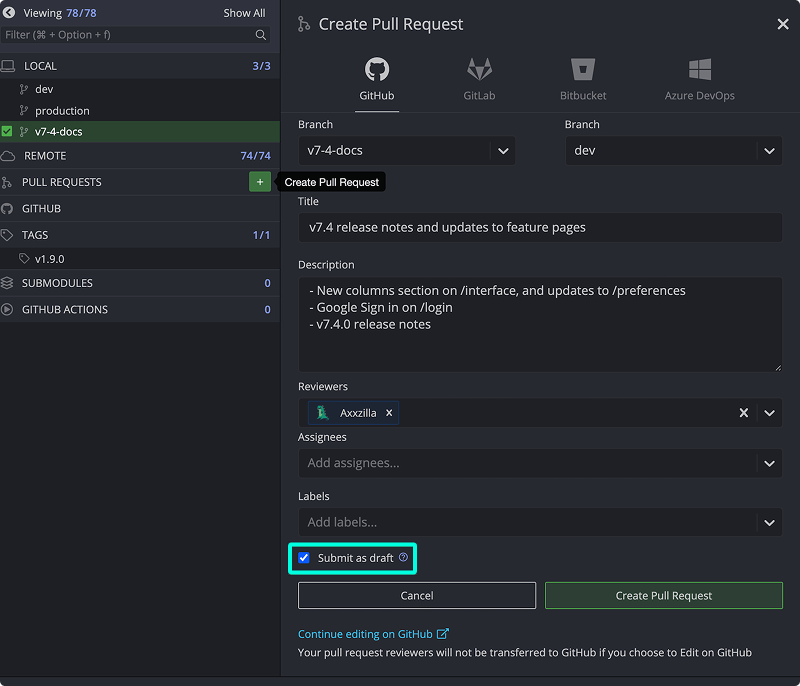 Viewing 78/78 Show All
Filter (⌘ + Option + f)
LOCAL 3/3
dev
production
v7-4-docs
REMOTE 74/74
PULL REQUESTS +
GITHUB
TAGS 1/1
v1.9.0
SUBMODULES 0
GITHUB ACTIONS 0
Create Pull Request
Create Pull Request
GitHub GitLab Bitbucket Azure DevOps
Branch Branch
v7-4-docs dev
Title
v7.4 release notes and updates to feature pages
Description
- New columns section on /interface, and updates to /preferences
- Google Sign in on /login
- v7.4.0 release notes
Reviewers
Axxzilla
Assignees
Add assignees...
Labels
Add labels...
Submit as draft ?
Cancel Create Pull Request
Continue editing on GitHub
Your pull request reviewers will not be transferred to GitHub if you choose to Edit on GitHub